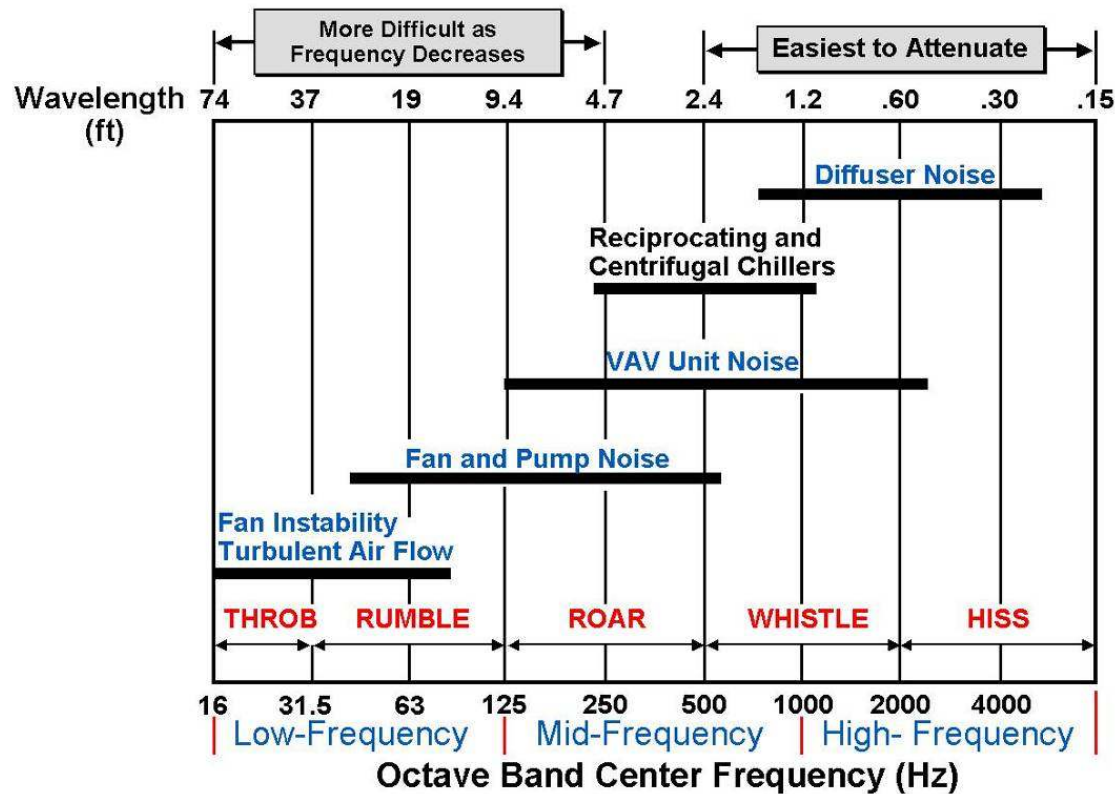 More Difficult as
Frequency Decreases
Easiest to Attenuate
Wavelength 74 37 19 9.4 4.7 2.4 1.2 .60 .30 .15
(ft)
Diffuser Noise
Reciprocating and
Centrifugal Chillers
VAV Unit Noise
Fan and Pump Noise
Fan Instability
Turbulent Air Flow
THROB RUMBLE ROAR WHISTLE HISS
16 31.5 63 125 250 500 1000 2000 4000
Low-Frequency Mid-Frequency High- Frequency
Octave Band Center Frequency (Hz)